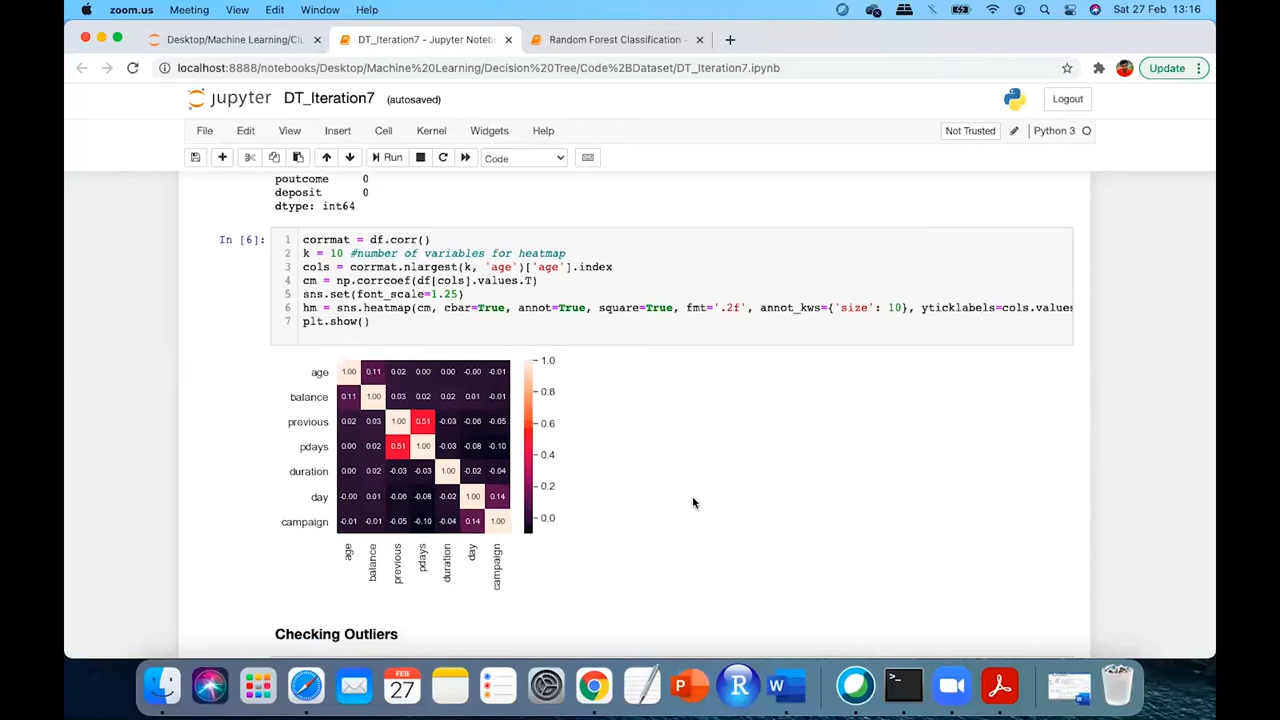 zoom.us Meeting View Edit Window Help Sat 27 Feb 13:16
Desktop/Machine Learning/Clu DT_Iteration7 - Jupyter Notebo Random Forest Classification -
localhost:8888/notebooks/Desktop/Machine%20Learning/Decision%20Tree/Code%2BDataset/DT_Iteration7.ipynb Update
jupyter DT_Iteration7 (autosaved) Logout
File Edit View Insert Cell Kernel Widgets Help Not Trusted Python 3
Run Code
poutcome 0
deposit 0
dtype: int64
In [6]: 1 corrmat = df.corr()
2 k = 10 #number of variables for heatmap
3 cols = corrmat.nlargest(k, 'age')['age'].index
4 cm = np.corrcoef(df[cols].values.T)
5 sns.set(font_scale=1.25)
6 hm = sns.heatmap(cm, cbar=True, annot=True, square=True, fmt='.2f', annot_kws={'size': 10}, yticklabels=cols.values
7 plt.show()
1.0
age 1.00 0.11 0.02 0.00 0.00 -0.00 -0.01
0.8
balance 0.11 1.00 0.03 0.02 0.02 0.01 -0.01
0.6
previous 0.02 0.03 1.00 0.51 -0.03 -0.06 -0.05
pdays 0.00 0.02 0.51 1.00 -0.03 -0.08 -0.10
0.4
duration 0.00 0.02 -0.03 -0.03 1.00 -0.02 -0.04
0.2
day -0.00 0.01 -0.06 -0.08 -0.02 1.00 0.14
0.0
campaign -0.01 -0.01 -0.05 -0.10 -0.04 0.14 1.00
age balance previous pdays duration day campaign
Checking Outliers
FEB
27
P
R
W
>_